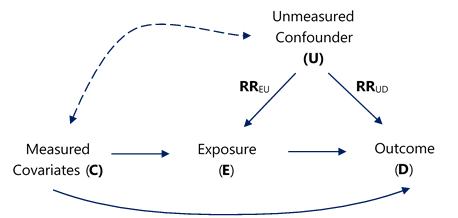 Unmeasured
Confounder
(U)
RREU
RRUD
Measured
Covariates (C)
Exposure
(E)
Outcome
(D)